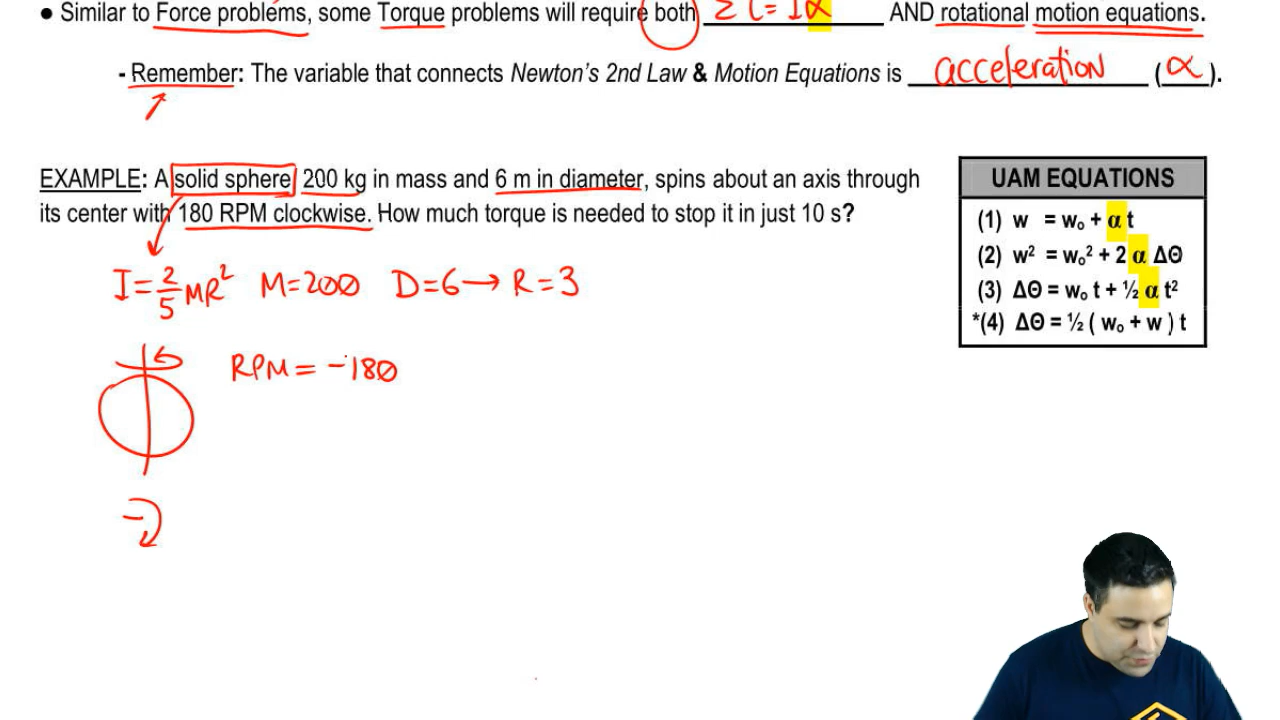 ● Similar to Force problems, some Torque problems will require both Σ τ = I α AND rotational motion equations.
- Remember: The variable that connects Newton's 2nd Law & Motion Equations is acceleration (α).
EXAMPLE: A solid sphere 200 kg in mass and 6 m in diameter, spins about an axis through
its center with 180 RPM clockwise. How much torque is needed to stop it in just 10 s?
I = 2/5 MR² M=200 D=6→R=3
RPM = -180
UAM EQUATIONS
(1) w = wₒ + α t
(2) w² = wₒ² + 2 α ΔΘ
(3) ΔΘ = wₒ t + ½ α t²
*(4) ΔΘ = ½ ( wₒ + w ) t